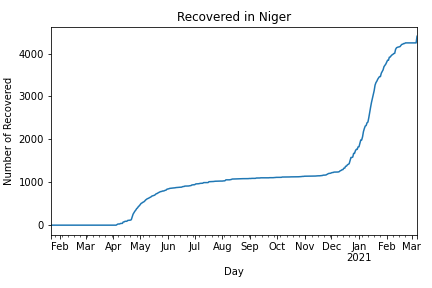 Recovered in Niger
Number of Recovered
4000
3000
2000
1000
0
Feb Mar Apr May Jun Jul Aug Sep Oct Nov Dec Jan Feb Mar
2021
Day